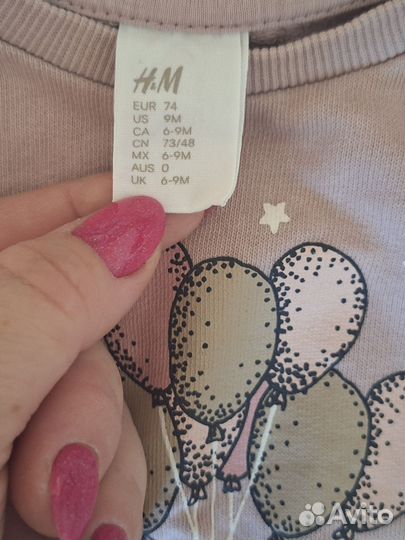 H&M
EUR 74
US 9M
CA 6-9M
CN 73/48
MX 6-9M
AUS 0
UK 6-9M
Avito